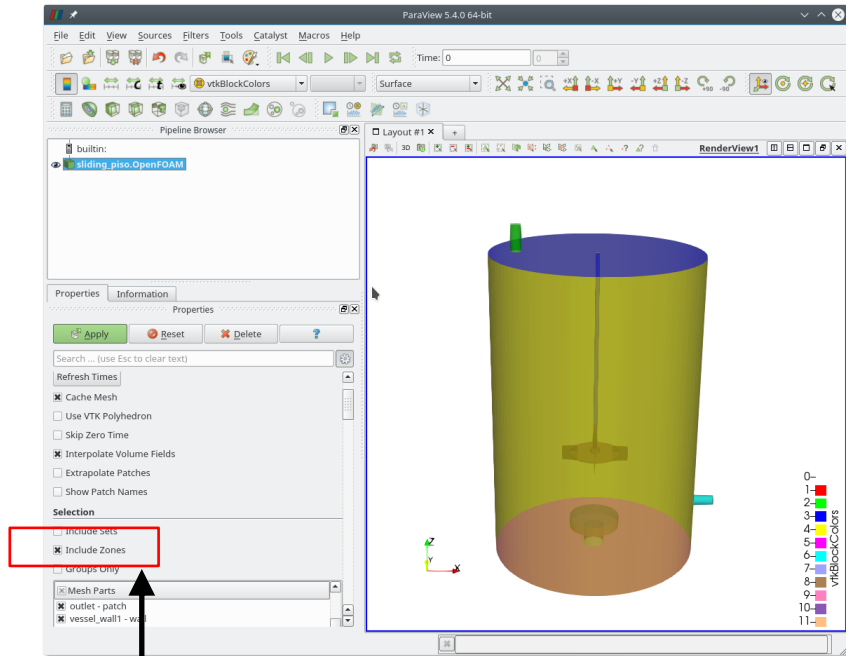 ParaView 5.4.0 64-bit
File Edit View Sources Filters Tools Catalyst Macros Help
Time: 0 0
vtkBlockColors Surface
+90 -90
Pipeline Browser
Layout #1 +
builtin:
3D RenderView1
sliding_piso.OpenFOAM
Properties Information
Properties
Apply Reset Delete ?
Search ... (use Esc to clear text)
Refresh Times
Cache Mesh
Use VTK Polyhedron
Skip Zero Time
Interpolate Volume Fields
Extrapolate Patches
Show Patch Names
Selection
Include Sets
Include Zones
Groups Only
Mesh Parts
outlet - patch
vessel_wall1 - wall
Z
Y
X
0
1
2
3
4
5
6
7
8
9
10
11
vtkBlockColors